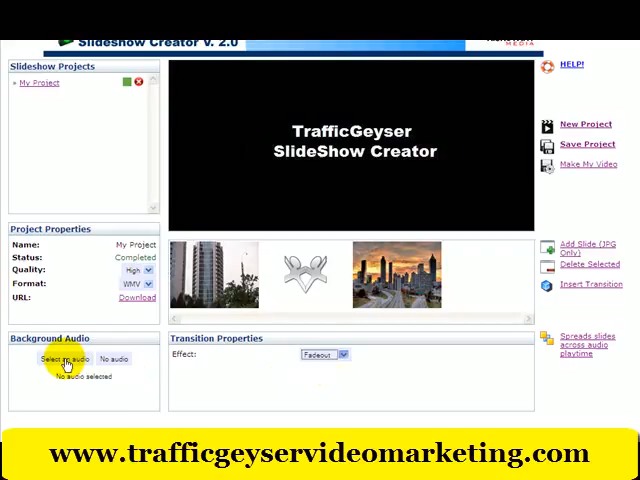 Slideshow Creator v. 2.0
MEDIA
Slideshow Projects
» My Project
TrafficGeyser
SlideShow Creator
HELP!
New Project
Save Project
Make My Video
Project Properties
Name: My Project
Status: Completed
Quality: High
Format: WMV
URL: Download
Add Slide (JPG
Only)
Delete Selected
Insert Transition
Background Audio
Select an audio No audio
No audio selected
Transition Properties
Effect: Fadeout
Spreads slides
across audio
playtime
www.trafficgeyservideomarketing.com